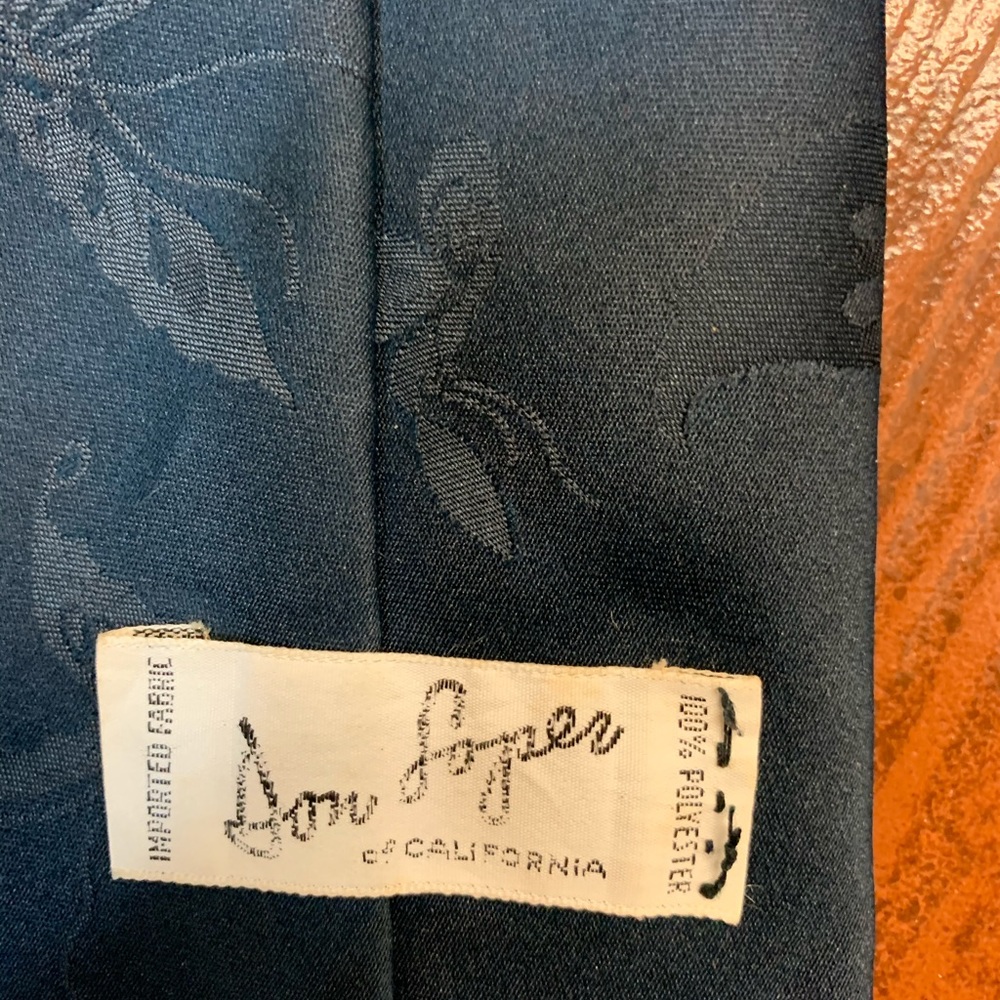 IMPORTED FABRIC
Don Loper
of CALIFORNIA
100% POLYESTER